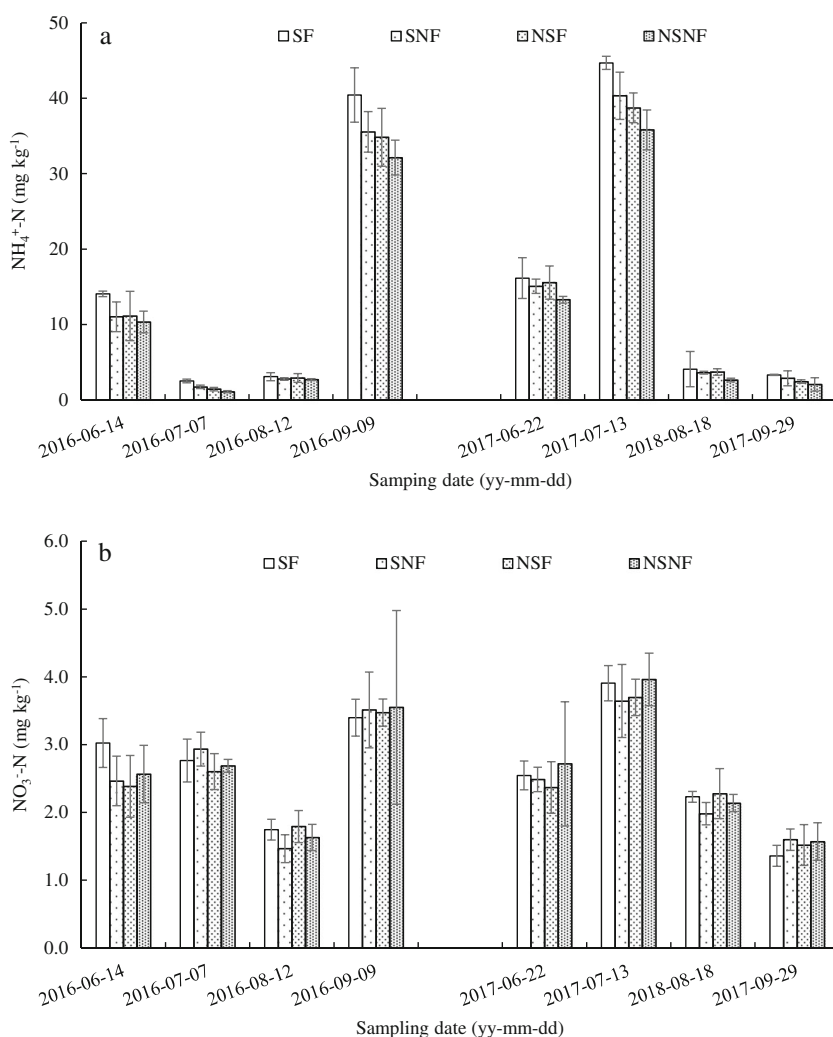 a
SF SNF NSF NSNF
50
40
30
20
10
0
NH₄⁺-N (mg kg⁻¹)
2016-06-14 2016-07-07 2016-08-12 2016-09-09 2017-06-22 2017-07-13 2018-08-18 2017-09-29
Samping date (yy-mm-dd)
b
SF SNF NSF NSNF
6.0
5.0
4.0
3.0
2.0
1.0
0.0
NO₃⁻-N (mg kg⁻¹)
2016-06-14 2016-07-07 2016-08-12 2016-09-09 2017-06-22 2017-07-13 2018-08-18 2017-09-29
Sampling date (yy-mm-dd)